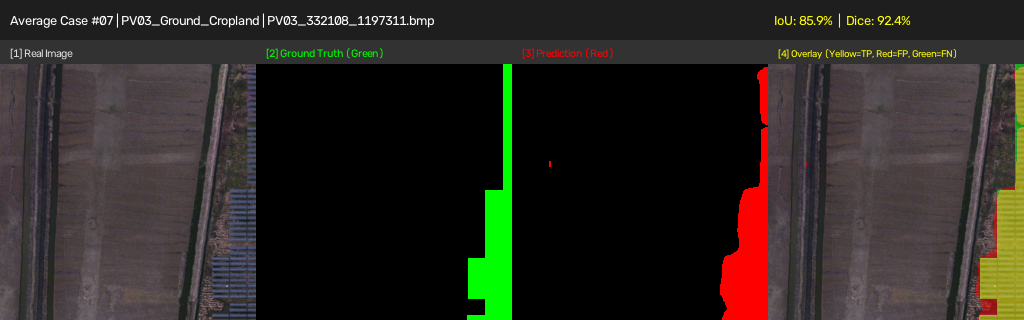 Average Case #07 | PV03_Ground_Cropland | PV03_332108_1197311.bmp
IoU: 85.9% | Dice: 92.4%
[1] Real Image
[2] Ground Truth (Green)
[3] Prediction (Red)
[4] Overlay (Yellow=TP, Red=FP, Green=FN)